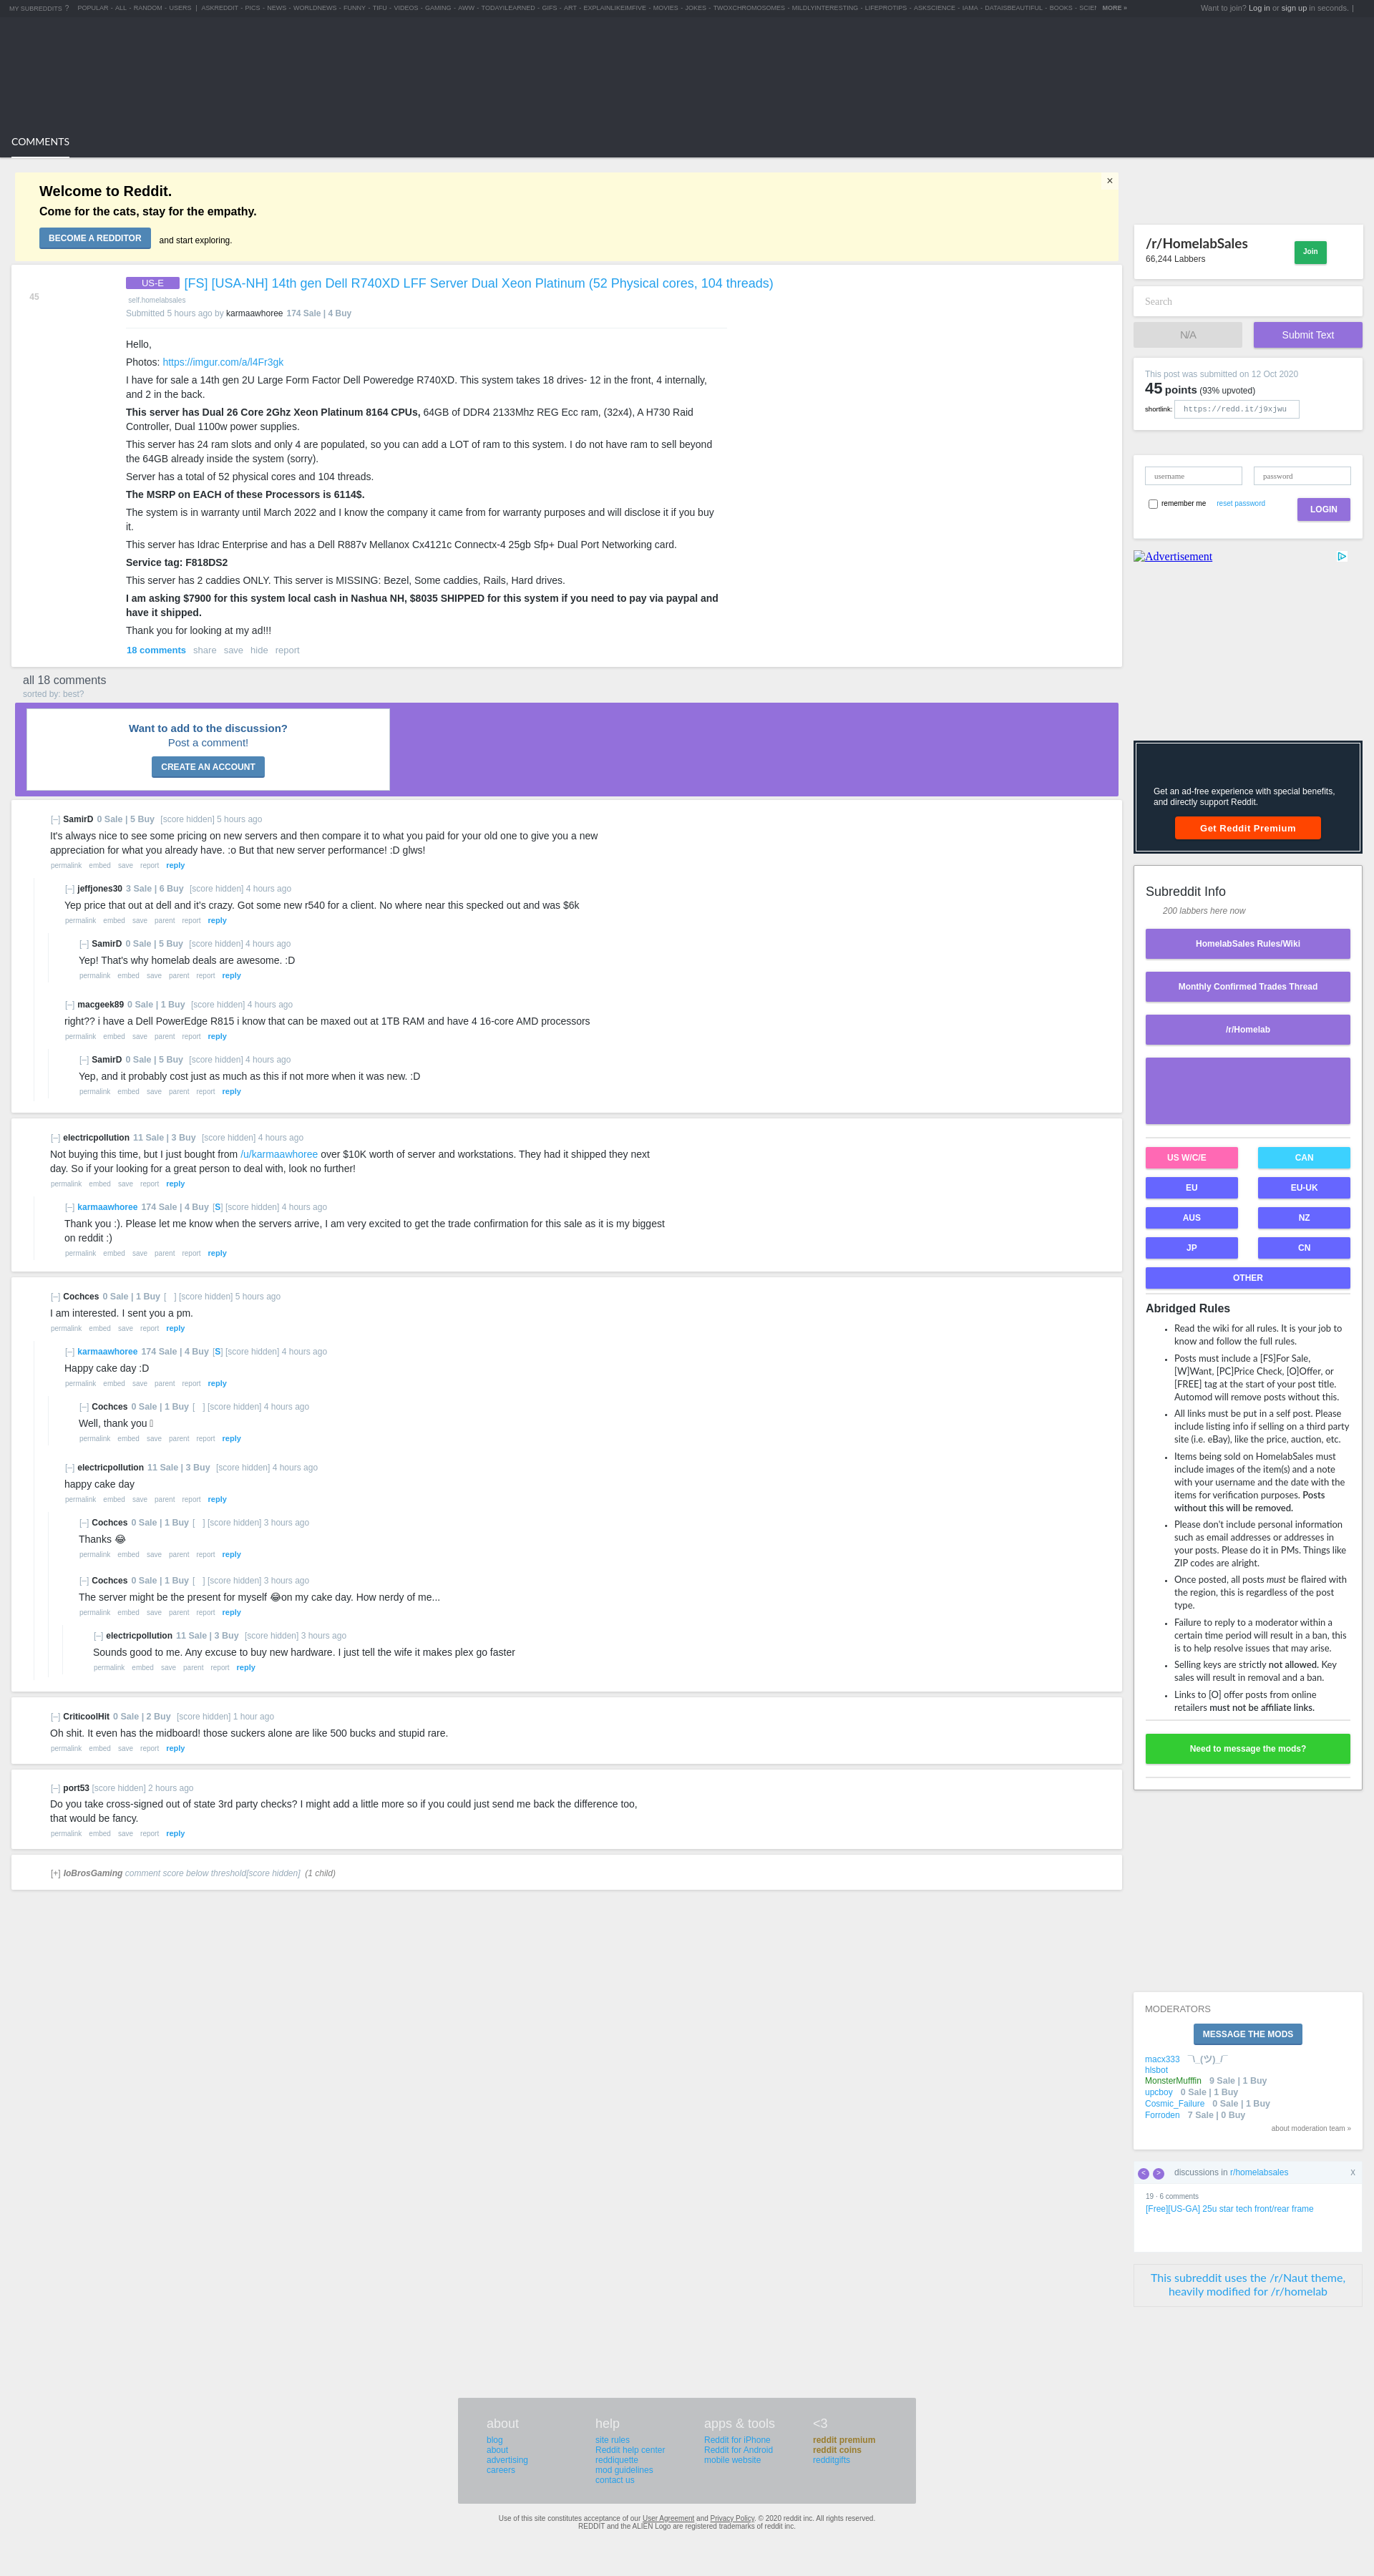 MY SUBREDDITS ? POPULAR - ALL - RANDOM - USERS | ASKREDDIT - PICS - NEWS - WORLDNEWS - FUNNY - TIFU - VIDEOS - GAMING - AWW - TODAYILEARNED - GIFS - ART - EXPLAINLIKEIMFIVE - MOVIES - JOKES - TWOXCHROMOSOMES - MILDLYINTERESTING - LIFEPROTIPS - ASKSCIENCE - IAMA - DATAISBEAUTIFUL - BOOKS - SCIE MORE »
Want to join? Log in or sign up in seconds. |
COMMENTS
Welcome to Reddit.
×
Come for the cats, stay for the empathy.
BECOME A REDDITOR and start exploring.
45
US-E [FS] [USA-NH] 14th gen Dell R740XD LFF Server Dual Xeon Platinum (52 Physical cores, 104 threads)
self.homelabsales
Submitted 5 hours ago by karmaawhoree 174 Sale | 4 Buy
Hello,
Photos: https://imgur.com/a/l4Fr3gk
I have for sale a 14th gen 2U Large Form Factor Dell Poweredge R740XD. This system takes 18 drives- 12 in the front, 4 internally,
and 2 in the back.
This server has Dual 26 Core 2Ghz Xeon Platinum 8164 CPUs, 64GB of DDR4 2133Mhz REG Ecc ram, (32x4), A H730 Raid
Controller, Dual 1100w power supplies.
This server has 24 ram slots and only 4 are populated, so you can add a LOT of ram to this system. I do not have ram to sell beyond
the 64GB already inside the system (sorry).
Server has a total of 52 physical cores and 104 threads.
The MSRP on EACH of these Processors is 6114$.
The system is in warranty until March 2022 and I know the company it came from for warranty purposes and will disclose it if you buy
it.
This server has Idrac Enterprise and has a Dell R887v Mellanox Cx4121c Connectx-4 25gb Sfp+ Dual Port Networking card.
Service tag: F818DS2
This server has 2 caddies ONLY. This server is MISSING: Bezel, Some caddies, Rails, Hard drives.
I am asking $7900 for this system local cash in Nashua NH, $8035 SHIPPED for this system if you need to pay via paypal and
have it shipped.
Thank you for looking at my ad!!!
18 comments share save hide report
all 18 comments
sorted by: best?
Want to add to the discussion?
Post a comment!
CREATE AN ACCOUNT
[–] SamirD 0 Sale | 5 Buy [score hidden] 5 hours ago
It's always nice to see some pricing on new servers and then compare it to what you paid for your old one to give you a new
appreciation for what you already have. :o But that new server performance! :D glws!
permalink embed save report reply
[–] jeffjones30 3 Sale | 6 Buy [score hidden] 4 hours ago
Yep price that out at dell and it's crazy. Got some new r540 for a client. No where near this specked out and was $6k
permalink embed save parent report reply
[–] SamirD 0 Sale | 5 Buy [score hidden] 4 hours ago
Yep! That's why homelab deals are awesome. :D
permalink embed save parent report reply
[–] macgeek89 0 Sale | 1 Buy [score hidden] 4 hours ago
right?? i have a Dell PowerEdge R815 i know that can be maxed out at 1TB RAM and have 4 16-core AMD processors
permalink embed save parent report reply
[–] SamirD 0 Sale | 5 Buy [score hidden] 4 hours ago
Yep, and it probably cost just as much as this if not more when it was new. :D
permalink embed save parent report reply
[–] electricpollution 11 Sale | 3 Buy [score hidden] 4 hours ago
Not buying this time, but I just bought from /u/karmaawhoree over $10K worth of server and workstations. They had it shipped they next
day. So if your looking for a great person to deal with, look no further!
permalink embed save report reply
[–] karmaawhoree 174 Sale | 4 Buy [S] [score hidden] 4 hours ago
Thank you :). Please let me know when the servers arrive, I am very excited to get the trade confirmation for this sale as it is my biggest
on reddit :)
permalink embed save parent report reply
[–] Cochces 0 Sale | 1 Buy [ ] [score hidden] 5 hours ago
I am interested. I sent you a pm.
permalink embed save report reply
[–] karmaawhoree 174 Sale | 4 Buy [S] [score hidden] 4 hours ago
Happy cake day :D
permalink embed save parent report reply
[–] Cochces 0 Sale | 1 Buy [ ] [score hidden] 4 hours ago
Well, thank you
permalink embed save parent report reply
[–] electricpollution 11 Sale | 3 Buy [score hidden] 4 hours ago
happy cake day
permalink embed save parent report reply
[–] Cochces 0 Sale | 1 Buy [ ] [score hidden] 3 hours ago
Thanks 😂
permalink embed save parent report reply
[–] Cochces 0 Sale | 1 Buy [ ] [score hidden] 3 hours ago
The server might be the present for myself 😂on my cake day. How nerdy of me...
permalink embed save parent report reply
[–] electricpollution 11 Sale | 3 Buy [score hidden] 3 hours ago
Sounds good to me. Any excuse to buy new hardware. I just tell the wife it makes plex go faster
permalink embed save parent report reply
[–] CriticoolHit 0 Sale | 2 Buy [score hidden] 1 hour ago
Oh shit. It even has the midboard! those suckers alone are like 500 bucks and stupid rare.
permalink embed save report reply
[–] port53 [score hidden] 2 hours ago
Do you take cross-signed out of state 3rd party checks? I might add a little more so if you could just send me back the difference too,
that would be fancy.
permalink embed save report reply
[+] IoBrosGaming comment score below threshold[score hidden] (1 child)
/r/HomelabSales
66,244 Labbers
Join
Search
N/A
Submit Text
This post was submitted on 12 Oct 2020
45 points (93% upvoted)
shortlink: https://redd.it/j9xjwu
username
password
remember me reset password
LOGIN
Advertisement
Get an ad-free experience with special benefits,
and directly support Reddit.
Get Reddit Premium
Subreddit Info
200 labbers here now
HomelabSales Rules/Wiki
Monthly Confirmed Trades Thread
/r/Homelab
US W/C/E
CAN
EU
EU-UK
AUS
NZ
JP
CN
OTHER
Abridged Rules
• Read the wiki for all rules. It is your job to
know and follow the full rules.
• Posts must include a [FS]For Sale,
[W]Want, [PC]Price Check, [O]Offer, or
[FREE] tag at the start of your post title.
Automod will remove posts without this.
• All links must be put in a self post. Please
include listing info if selling on a third party
site (i.e. eBay), like the price, auction, etc.
• Items being sold on HomelabSales must
include images of the item(s) and a note
with your username and the date with the
items for verification purposes. Posts
without this will be removed.
• Please don't include personal information
such as email addresses or addresses in
your posts. Please do it in PMs. Things like
ZIP codes are alright.
• Once posted, all posts must be flaired with
the region, this is regardless of the post
type.
• Failure to reply to a moderator within a
certain time period will result in a ban, this
is to help resolve issues that may arise.
• Selling keys are strictly not allowed. Key
sales will result in removal and a ban.
• Links to [O] offer posts from online
retailers must not be affiliate links.
Need to message the mods?
MODERATORS
MESSAGE THE MODS
macx333 ¯\_(ツ)_/¯
hlsbot
MonsterMufffin 9 Sale | 1 Buy
upcboy 0 Sale | 1 Buy
Cosmic_Failure 0 Sale | 1 Buy
Forroden 7 Sale | 0 Buy
about moderation team »
< > discussions in r/homelabsales X
19 · 6 comments
[Free][US-GA] 25u star tech front/rear frame
This subreddit uses the /r/Naut theme,
heavily modified for /r/homelab
about
blog
about
advertising
careers
help
site rules
Reddit help center
reddiquette
mod guidelines
contact us
apps & tools
Reddit for iPhone
Reddit for Android
mobile website
<3
reddit premium
reddit coins
redditgifts
Use of this site constitutes acceptance of our User Agreement and Privacy Policy. © 2020 reddit inc. All rights reserved.
REDDIT and the ALIEN Logo are registered trademarks of reddit inc.